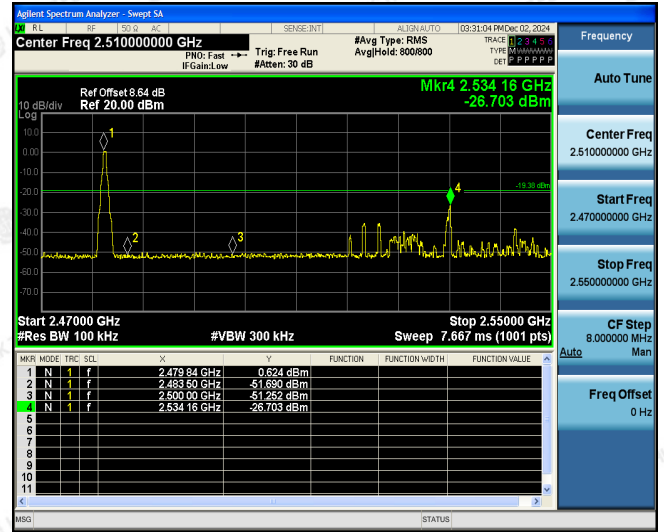 Agilent Spectrum Analyzer - Swept SA
RL RF 50 Ω AC SENSE:INT ALIGN AUTO 03:31:04 PM Dec 02, 2024
Center Freq 2.510000000 GHz
PNO: Fast
IFGain:Low
Trig: Free Run
#Atten: 30 dB
#Avg Type: RMS
Avg|Hold: 800/800
TRACE 1 2 3 4 5 6
TYPE M
DET P P P P P P
Ref Offset 8.64 dB
Ref 20.00 dBm
10 dB/div
Log
Mkr4 2.534 16 GHz
-26.703 dBm
10.0
0.00
-10.0
-20.0
-30.0
-40.0
-50.0
-60.0
-70.0
1
2
3
4
-19.38 dBm
Start 2.47000 GHz Stop 2.55000 GHz
#Res BW 100 kHz #VBW 300 kHz Sweep 7.667 ms (1001 pts)
MKR MODE TRC SCL X Y FUNCTION FUNCTION WIDTH FUNCTION VALUE
1 N 1 f 2.479 84 GHz 0.624 dBm
2 N 1 f 2.483 50 GHz -51.690 dBm
3 N 1 f 2.500 00 GHz -51.252 dBm
4 N 1 f 2.534 16 GHz -26.703 dBm
5
6
7
8
9
10
11
MSG STATUS
Frequency
Auto Tune
Center Freq
2.510000000 GHz
Start Freq
2.470000000 GHz
Stop Freq
2.550000000 GHz
CF Step
8.000000 MHz
Auto Man
Freq Offset
0 Hz